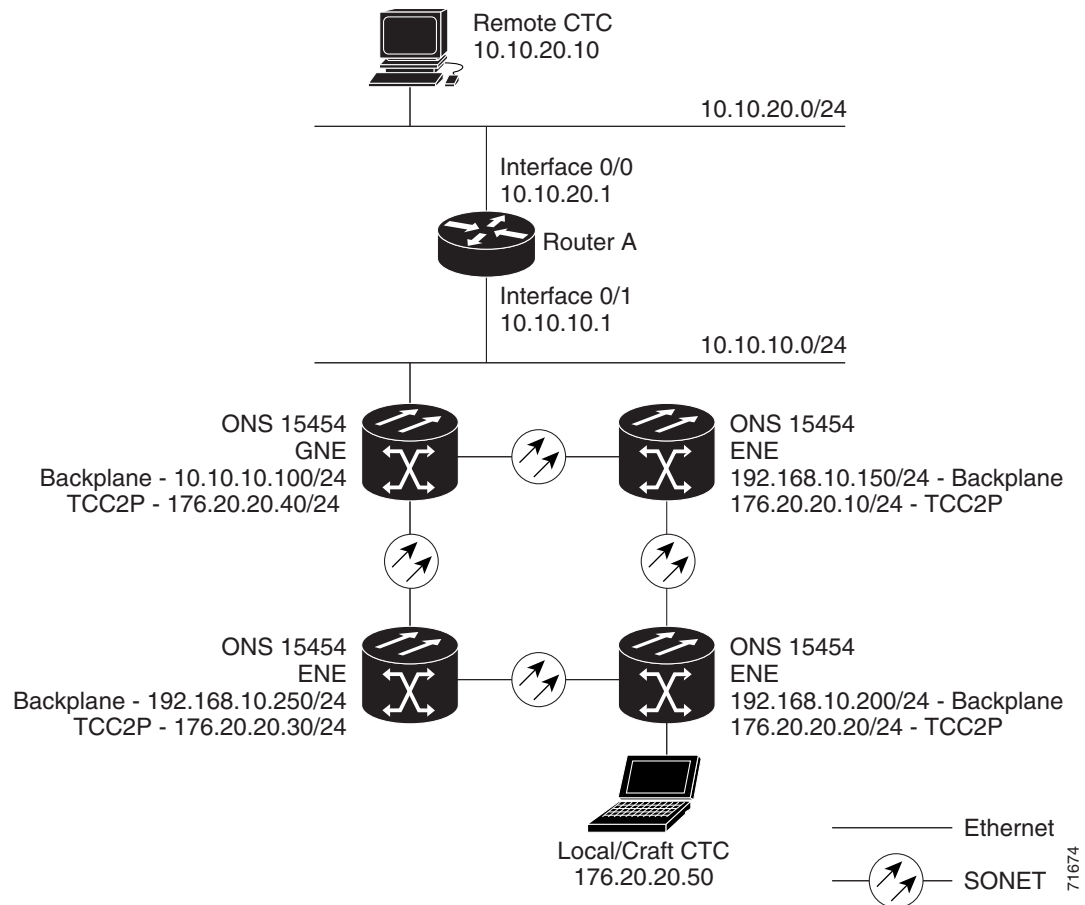 Remote CTC
10.10.20.10
10.10.20.0/24
Interface 0/0
10.10.20.1
Router A
Interface 0/1
10.10.10.1
10.10.10.0/24
ONS 15454
GNE
Backplane - 10.10.10.100/24
TCC2P - 176.20.20.40/24
ONS 15454
ENE
192.168.10.150/24 - Backplane
176.20.20.10/24 - TCC2P
ONS 15454
ENE
Backplane - 192.168.10.250/24
TCC2P - 176.20.20.30/24
ONS 15454
ENE
192.168.10.200/24 - Backplane
176.20.20.20/24 - TCC2P
Local/Craft CTC
176.20.20.50
Ethernet
SONET
71674